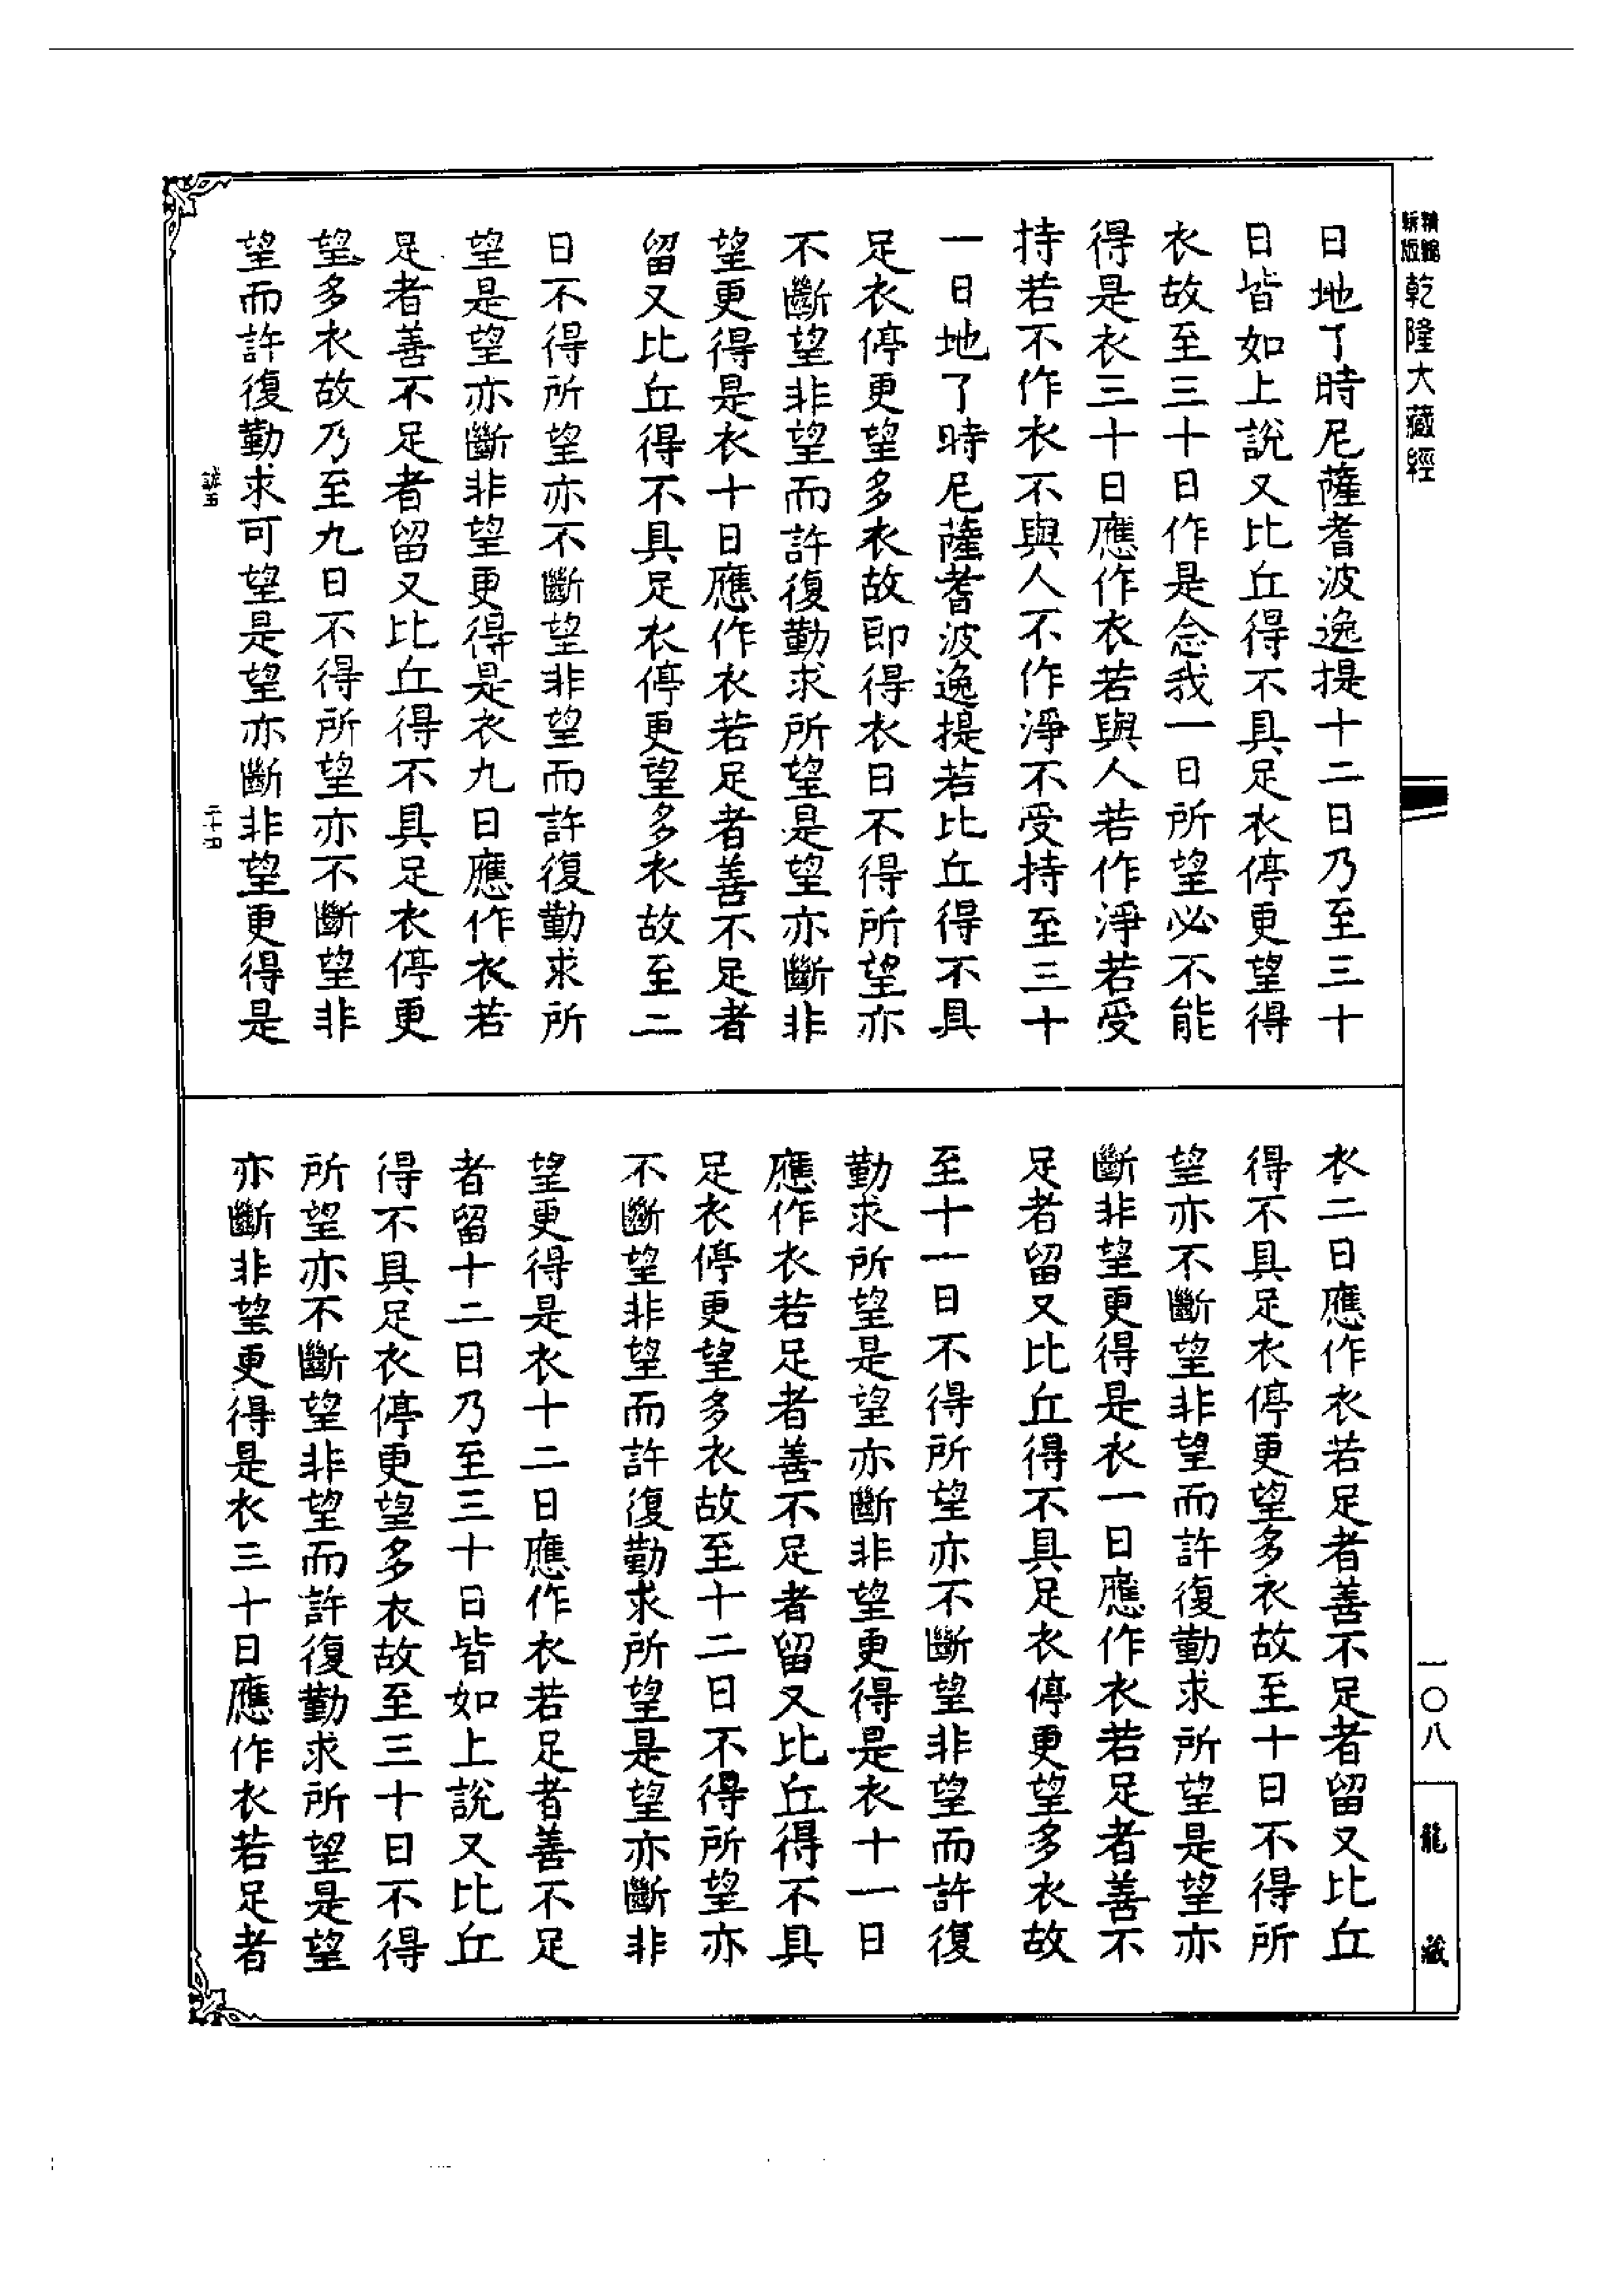 精編新版
乾隆大藏經
日地了時尼薩耆波逸提十二日乃至三十
日皆如上說又比丘得不具足衣停更望得
衣故至三十日作是念我一日所望必不能
得是衣三十日應作衣若與人若作淨若受
持若不作衣不與人不作淨不受持至三十
一日地了時尼薩耆波逸提若比丘得不具
足衣停更望多衣故即得衣日不得所望亦
不斷望非望而許復勤求所望是望亦斷非
望更得是衣十日應作衣若足者善不足者
留又比丘得不具足衣停更望多衣故至二
日不得所望亦不斷望非望而許復勤求所
望是望亦斷非望更得是衣九日應作衣若
足者善不足者留又比丘得不具足衣停更
望多衣故乃至九日不得所望亦不斷望非
望而許復勤求可望是望亦斷非望更得是
二十四
衣二日應作衣若足者善不足者留又比丘
得不具足衣停更望多衣故至十日不得所
望亦不斷望非望而許復勤求所望是望亦
斷非望更得是衣一日應作衣若足者善不
足者留又比丘得不具足衣停更望多衣故
至十一日不得所望亦不斷望非望而許復
勤求所望是望亦斷非望更得是衣十一日
應作衣若足者善不足者留又比丘得不具
足衣停更望多衣故至十二日不得所望亦
不斷望非望而許復勤求所望是望亦斷非
望更得是衣十二日應作衣若足者善不足
者留十二日乃至三十日皆如上說又比丘
得不具足衣停更望多衣故至三十日不得
所望亦不斷望非望而許復勤求所望是望
亦斷非望更得是衣三十日應作衣若足者
一〇八
龍藏